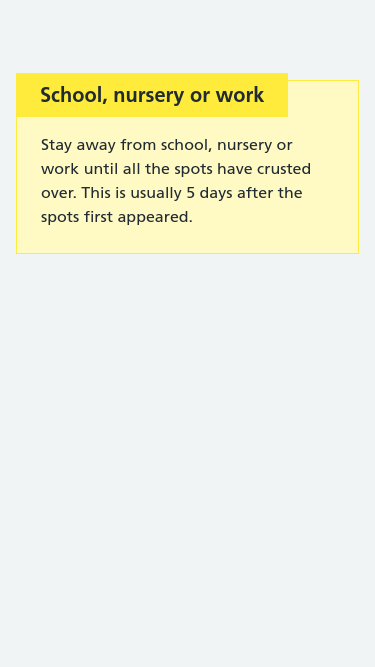 School, nursery or work
Stay away from school, nursery or
work until all the spots have crusted
over. This is usually 5 days after the
spots first appeared.